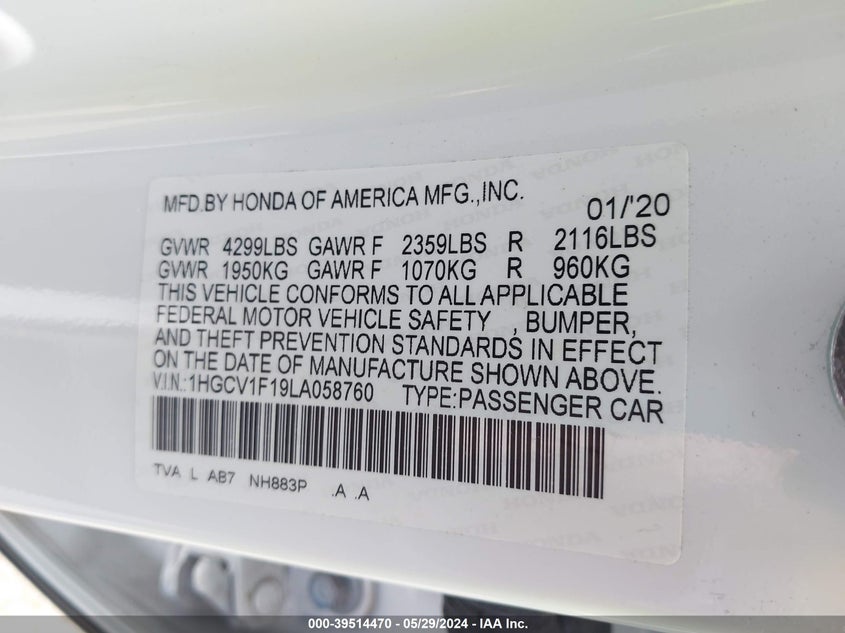 MFD.BY HONDA OF AMERICA MFG.,INC. 01/'20
GVWR 4299LBS GAWR F 2359LBS R 2116LBS
GVWR 1950KG GAWR F 1070KG R 960KG
THIS VEHICLE CONFORMS TO ALL APPLICABLE
FEDERAL MOTOR VEHICLE SAFETY , BUMPER,
AND THEFT PREVENTION STANDARDS IN EFFECT
ON THE DATE OF MANUFACTURE SHOWN ABOVE.
V.I.N.:1HGCV1F19LA058760 TYPE:PASSENGER CAR
TVA L AB7 NH883P .A .A
000-39514470 - 05/29/2024 - IAA Inc.